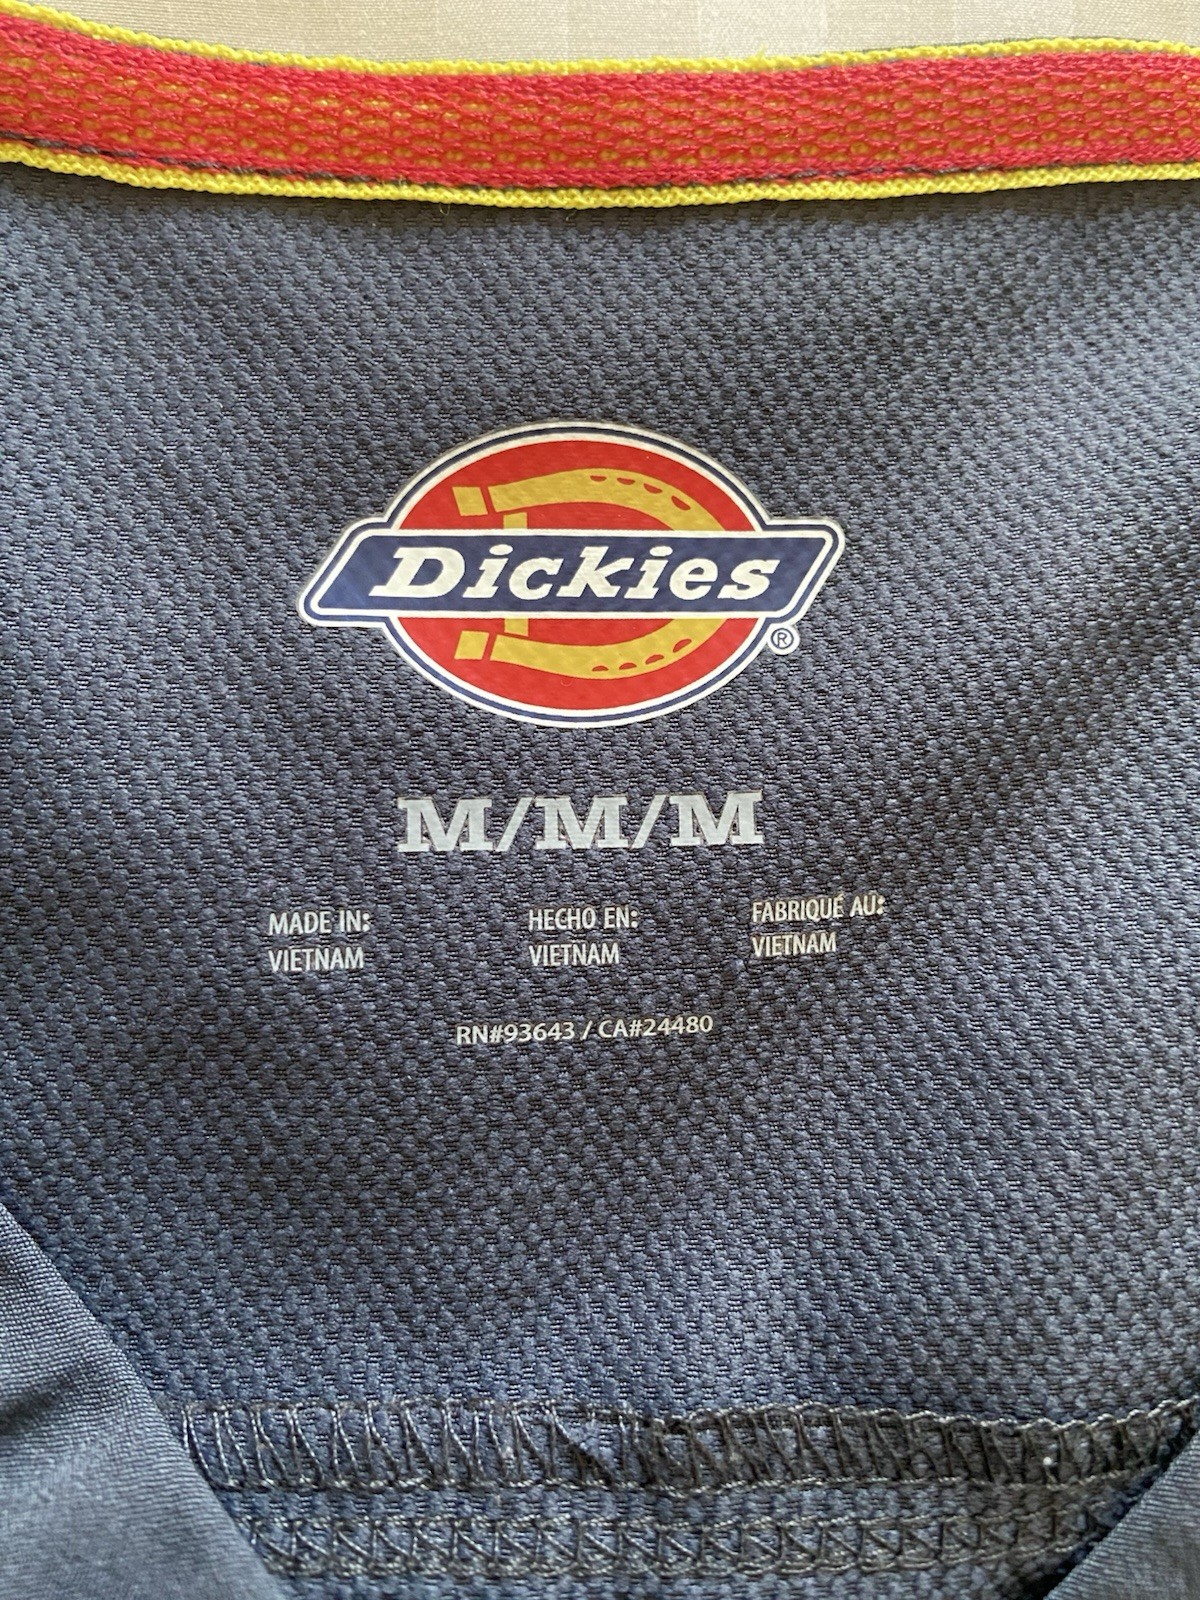 Dickies
®
M/M/M
MADE IN:
VIETNAM
HECHO EN:
VIETNAM
FABRIQUÉ AU:
VIETNAM
RN#93643 / CA#24480